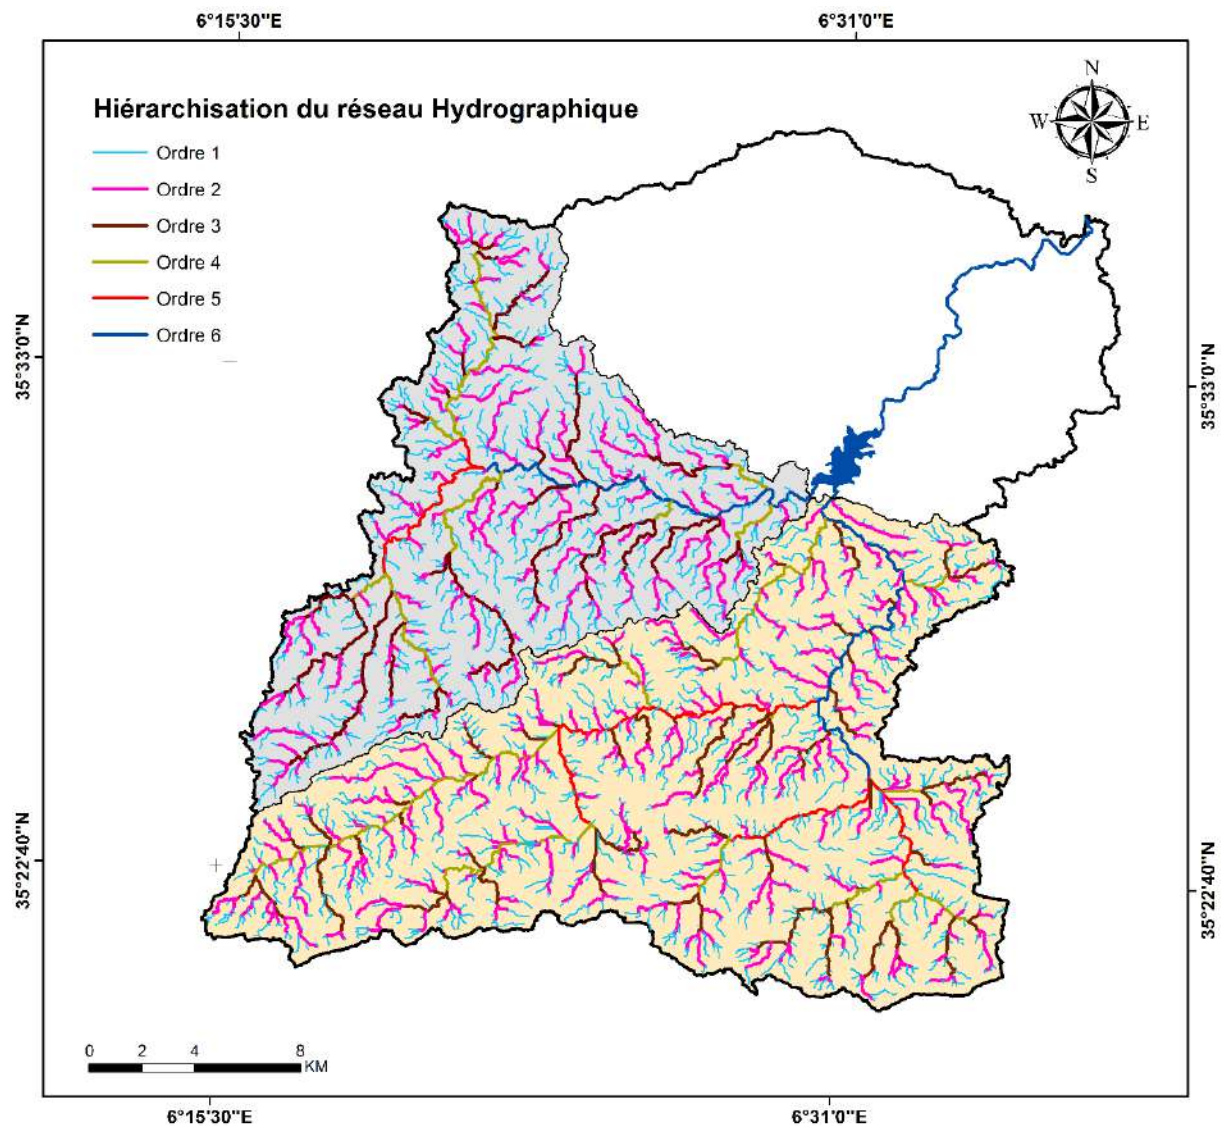 6°15'30"E
6°31'0"E
N
W
E
S
Hiérarchisation du réseau Hydrographique
Ordre 1
Ordre 2
Ordre 3
Ordre 4
Ordre 5
Ordre 6
35°33'0"N
35°33'0"N
35°22'40"N
35°22'40"N
0 2 4 8
KM
6°15'30"E
6°31'0"E